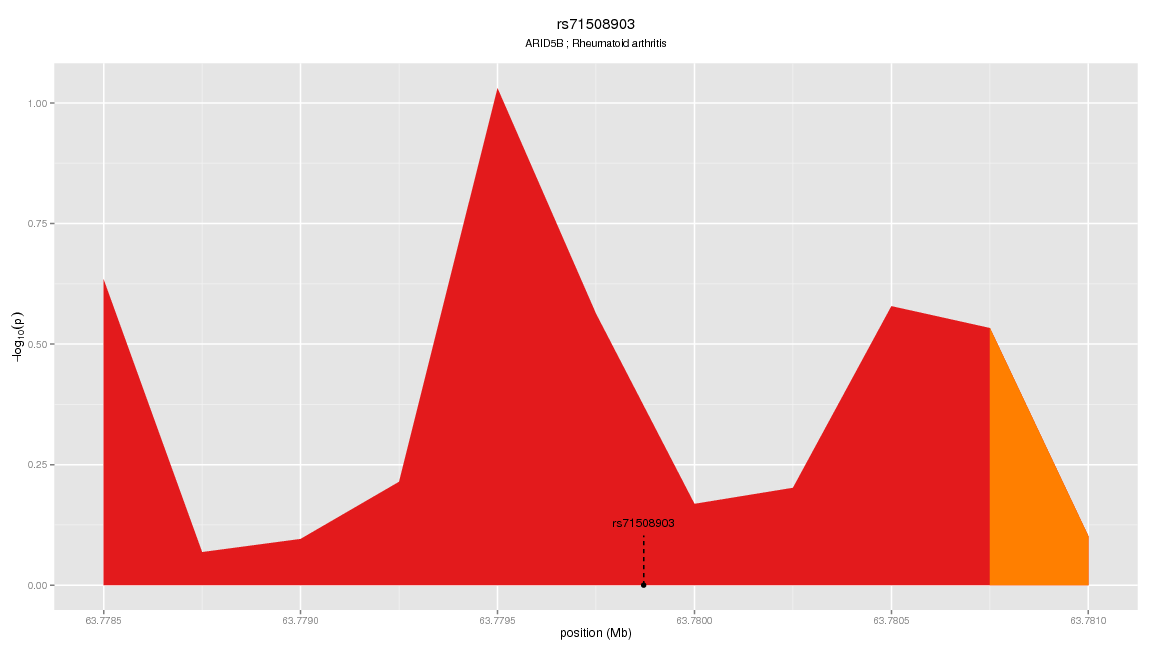 rs71508903
ARID5B ; Rheumatoid arthritis
−log10(p)
1.00
0.75
0.50
0.25
0.00
rs71508903
63.7785 63.7790 63.7795 63.7800 63.7805 63.7810
position (Mb)